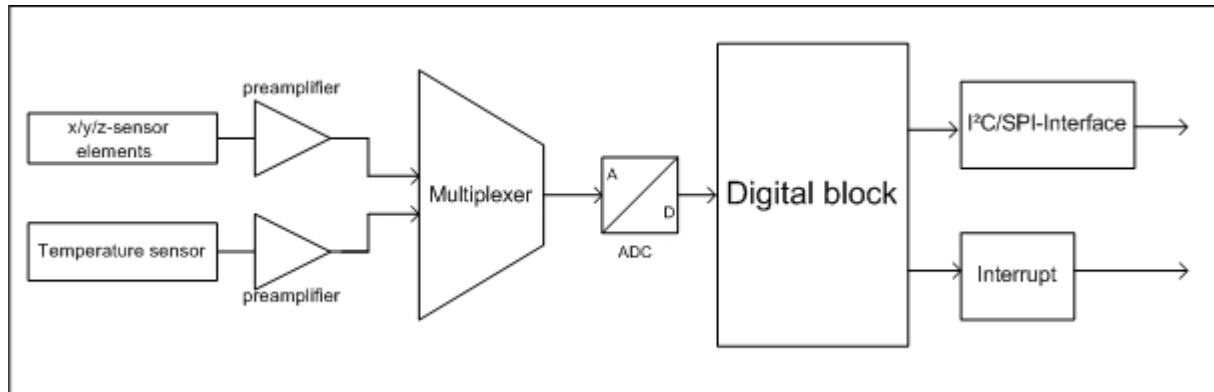 preamplifier
x/y/z-sensor
elements
Temperature sensor
preamplifier
Multiplexer
A
D
ADC
Digital block
I²C/SPI-Interface
Interrupt